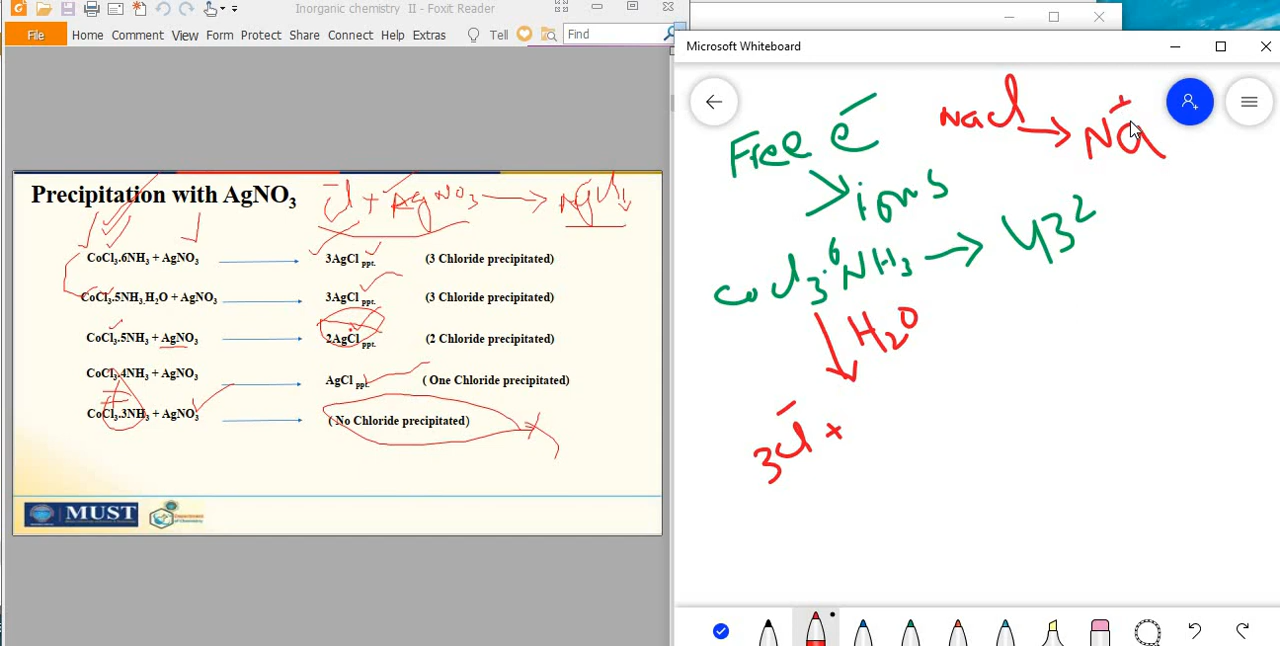 Inorganic chemistry II - Foxit Reader
File Home Comment View Form Protect Share Connect Help Extras Tell Find
Precipitation with AgNO3
Cl- + AgNO3 → AgCl↓
CoCl3.6NH3 + AgNO3 → 3AgCl ppt. (3 Chloride precipitated)
CoCl3.5NH3.H2O + AgNO3 → 3AgCl ppt. (3 Chloride precipitated)
CoCl3.5NH3 + AgNO3 → 2AgCl ppt. (2 Chloride precipitated)
CoCl3.4NH3 + AgNO3 → AgCl ppt. ( One Chloride precipitated)
CoCl3.3NH3 + AgNO3 → ( No Chloride precipitated)
MUST
Microsoft Whiteboard
Free e-
NaCl → Na+
ions
CoCl3.6NH3 → 432
H2O
3Cl- +